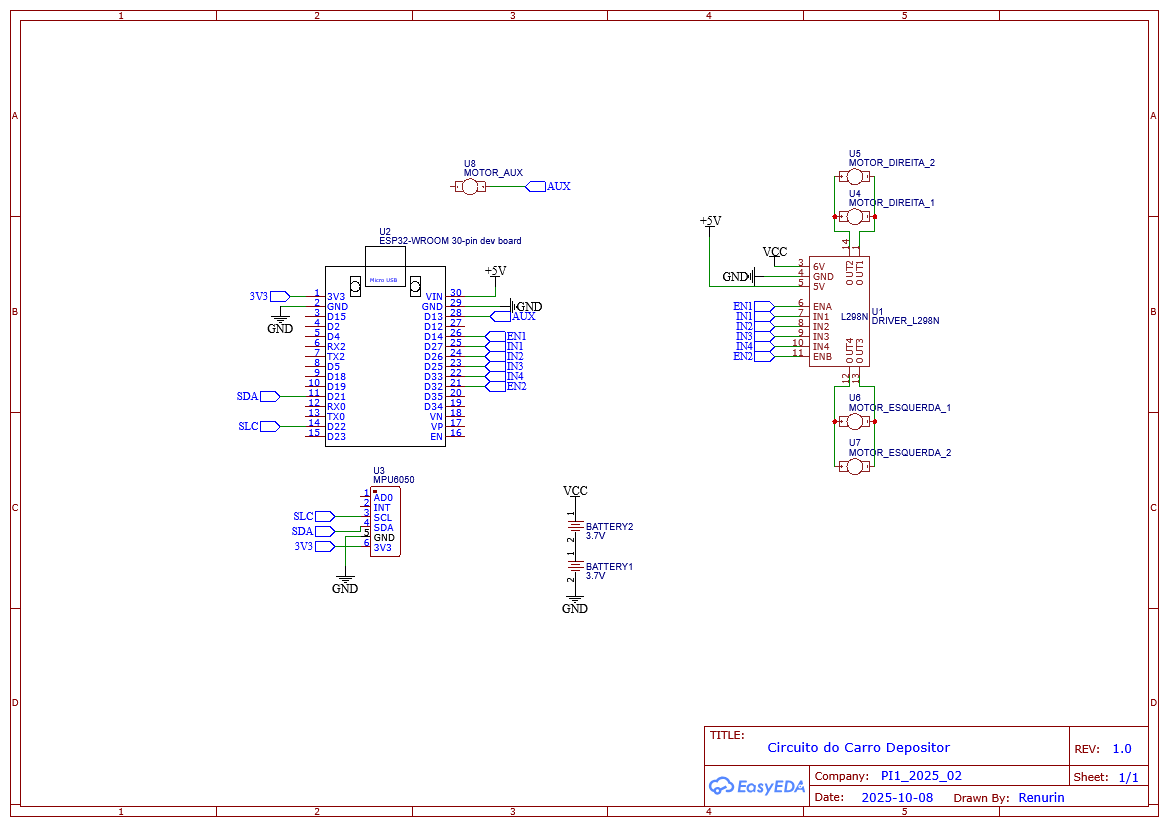 1 2 3 4 5
A A
B B
C C
D D
U8
MOTOR_AUX
AUX
U2
ESP32-WROOM 30-pin dev board
Micro USB
+5V
3V3 1 3V3 VIN 30
2 GND GND 29 GND
3 D15 D13 28 AUX
4 D2 D12 27
5 D4 D14 26 EN1
6 RX2 D27 25 IN1
7 TX2 D26 24 IN2
8 D5 D25 23 IN3
9 D18 D33 22 IN4
10 D19 D32 21 EN2
SDA 11 D21 D35 20
12 RX0 D34 19
13 TX0 VN 18
SLC 14 D22 VP 17
15 D23 EN 16
GND
U3
MPU6050
1 AD0
2 INT
SLC 3 SCL
SDA 4 SDA
5 GND
3V3 6 3V3
GND
VCC
1
BATTERY2
3.7V
2
1
BATTERY1
3.7V
2
GND
U5
MOTOR_DIREITA_2
U4
MOTOR_DIREITA_1
14 1
OUT2 OUT1
+5V
VCC
3 6V
GND 4 GND
5 5V
EN1 6 ENA
IN1 7 IN1
IN2 8 IN2
IN3 9 IN3
IN4 10 IN4
EN2 11 ENB
L298N
U1
DRIVER_L298N
OUT4 OUT3
12 13
U6
MOTOR_ESQUERDA_1
U7
MOTOR_ESQUERDA_2
TITLE:
Circuito do Carro Depositor
REV: 1.0
EasyEDA
Company: PI1_2025_02
Sheet: 1/1
Date: 2025-10-08 Drawn By: Renurin
1 2 3 4 5